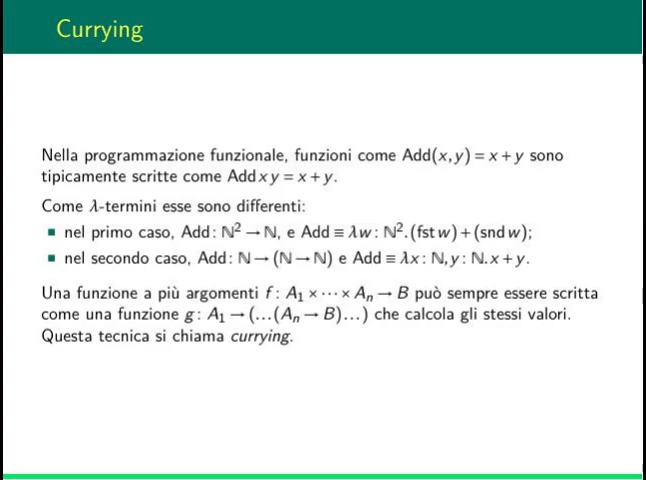 Currying
Nella programmazione funzionale, funzioni come Add(x,y) = x + y sono
tipicamente scritte come Add x y = x + y.
Come λ-termini esse sono differenti:
▪ nel primo caso, Add: ℕ² → ℕ, e Add ≡ λw: ℕ².(fst w) + (snd w);
▪ nel secondo caso, Add: ℕ → (ℕ → ℕ) e Add ≡ λx: ℕ, y: ℕ. x + y.
Una funzione a più argomenti f: A₁ × ⋯ × Aₙ → B può sempre essere scritta
come una funzione g: A₁ → (…(Aₙ → B)…) che calcola gli stessi valori.
Questa tecnica si chiama currying.